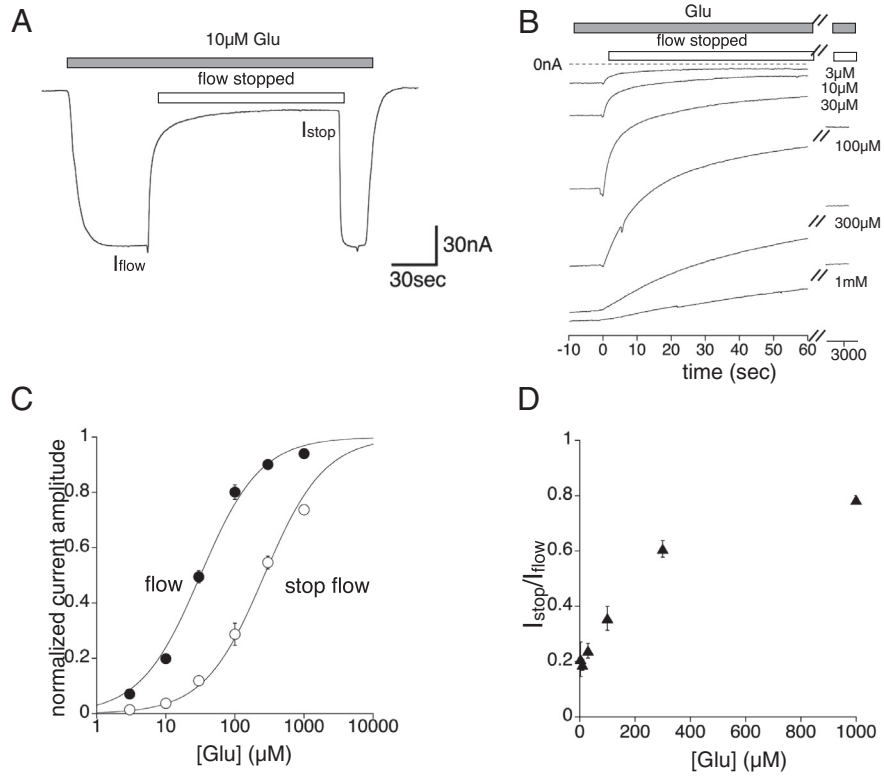 A
10µM Glu
flow stopped
Istop
Iflow
30nA
30sec
B
Glu
flow stopped
0nA
3µM
10µM
30µM
100µM
300µM
1mM
-10 0 10 20 30 40 50 60 3000
time (sec)
C
normalized current amplitude
1
0.8
0.6
0.4
0.2
0
flow
stop flow
1 10 100 1000 10000
[Glu] (µM)
D
Istop/Iflow
1
0.8
0.6
0.4
0.2
0
0 200 400 600 800 1000
[Glu] (µM)